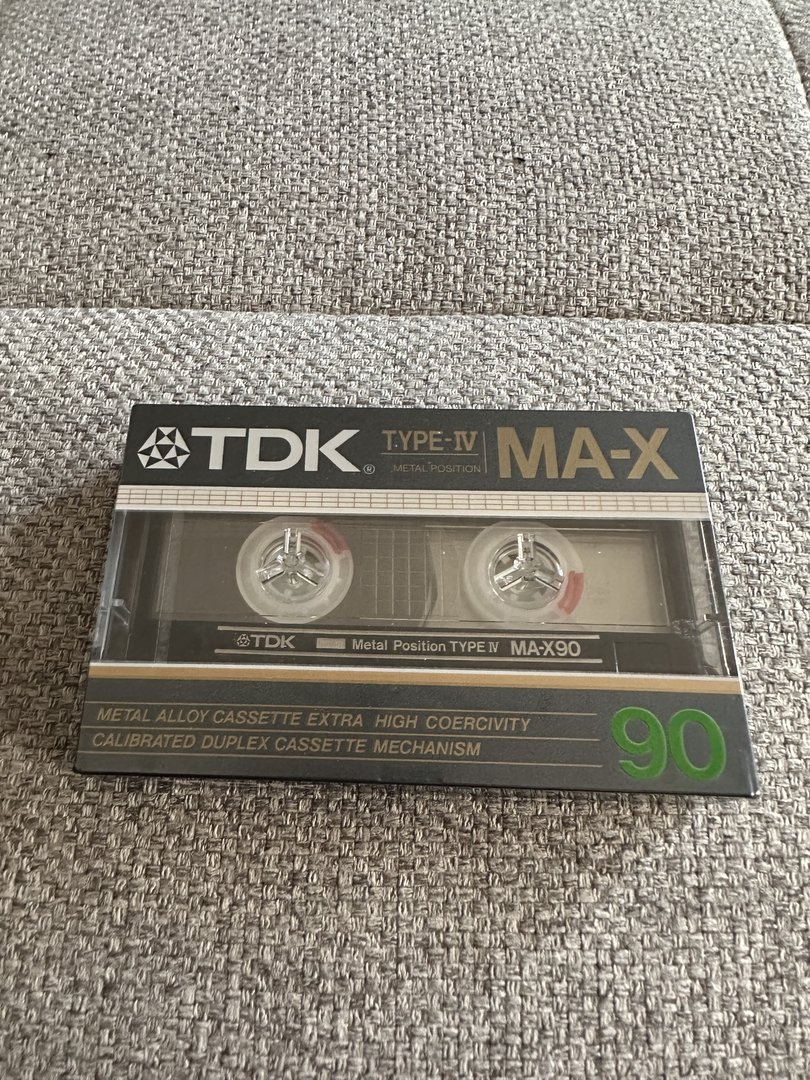 TDK® TYPE-IV MA-X
METAL POSITION
TDK Metal Position TYPE IV MA-X90
METAL ALLOY CASSETTE EXTRA HIGH COERCIVITY
CALIBRATED DUPLEX CASSETTE MECHANISM
90